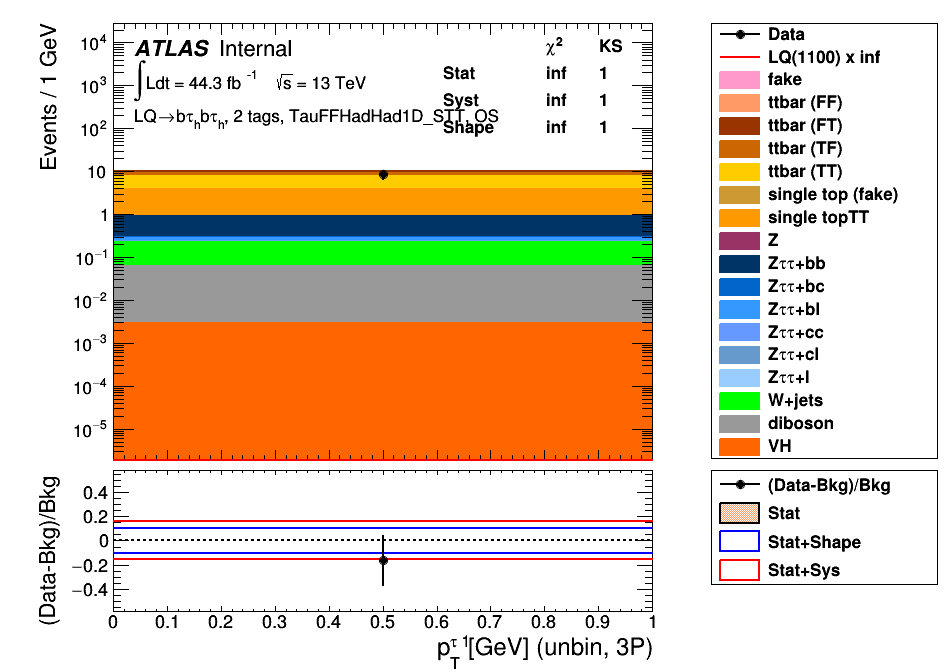 ATLAS Internal
∫Ldt = 44.3 fb⁻¹ √s = 13 TeV
LQ→bτ_hbτ_h, 2 tags, TauFFHadHad1D_STT, OS
χ² KS
Stat inf 1
Syst inf 1
Shape inf 1
Events / 1 GeV
10⁴
10³
10²
10
1
10⁻¹
10⁻²
10⁻³
10⁻⁴
10⁻⁵
Data
LQ(1100) x inf
fake
ttbar (FF)
ttbar (FT)
ttbar (TF)
ttbar (TT)
single top (fake)
single topTT
Z
Zττ+bb
Zττ+bc
Zττ+bl
Zττ+cc
Zττ+cl
Zττ+l
W+jets
diboson
VH
(Data-Bkg)/Bkg
0.4
0.2
0
−0.2
−0.4
0 0.1 0.2 0.3 0.4 0.5 0.6 0.7 0.8 0.9 1
p_T^τ 1[GeV] (unbin, 3P)
(Data-Bkg)/Bkg
Stat
Stat+Shape
Stat+Sys